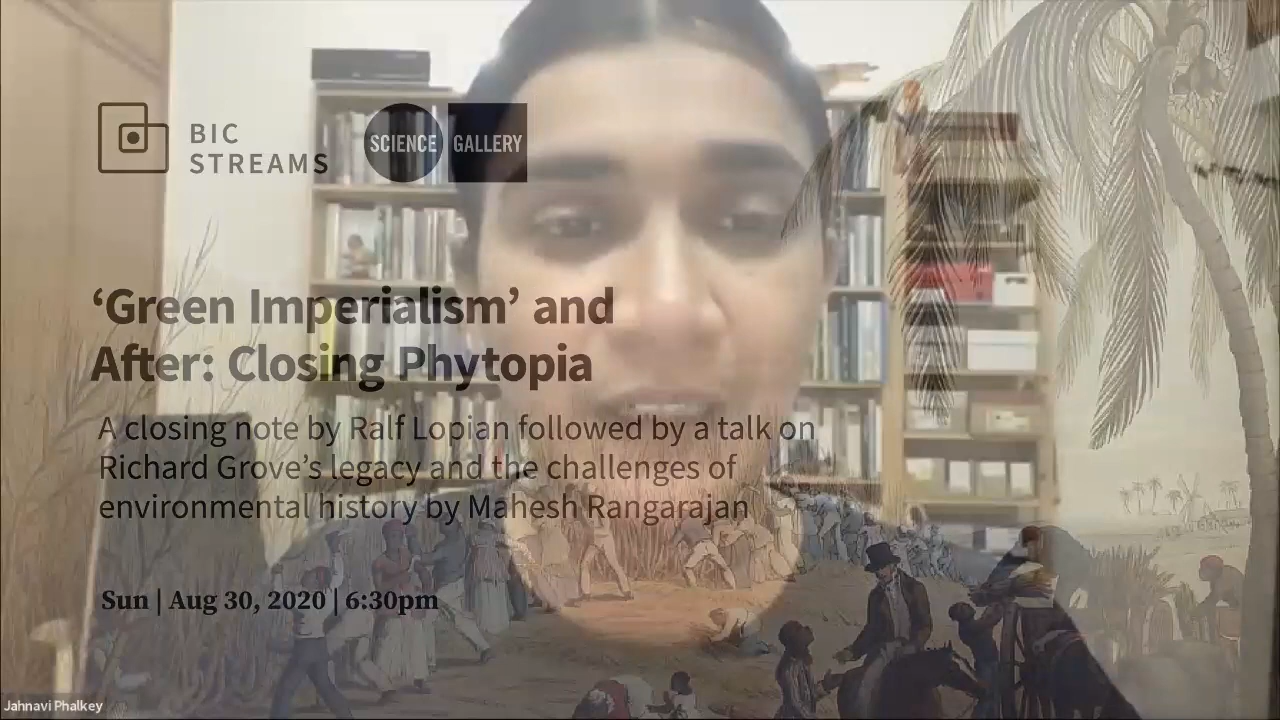 BIC
STREAMS
SCIENCE GALLERY
‘Green Imperialism’ and
After: Closing Phytopia
A closing note by Ralf Lopian followed by a talk on
Richard Grove’s legacy and the challenges of
environmental history by Mahesh Rangarajan
Sun | Aug 30, 2020 | 6:30pm
Jahnavi Phalkey